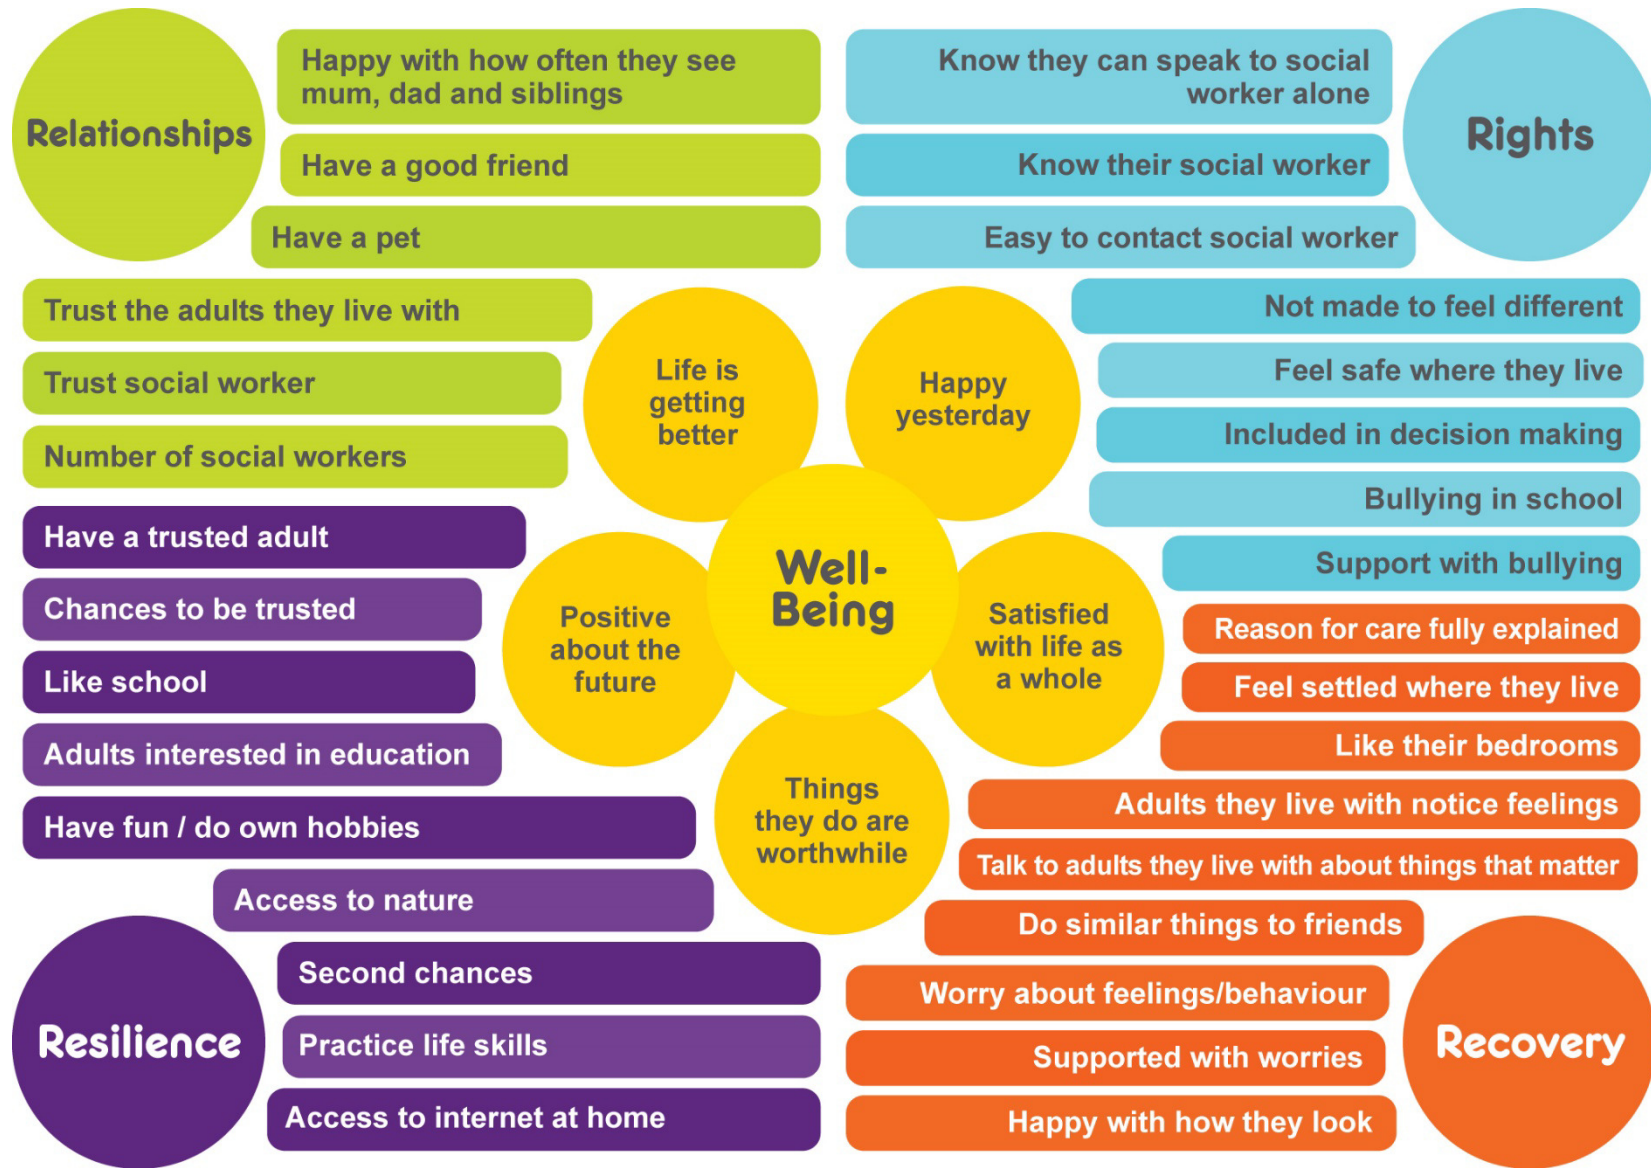 Relationships
Happy with how often they see
mum, dad and siblings
Have a good friend
Have a pet
Trust the adults they live with
Trust social worker
Number of social workers
Rights
Know they can speak to social
worker alone
Know their social worker
Easy to contact social worker
Not made to feel different
Feel safe where they live
Included in decision making
Bullying in school
Support with bullying
Life is
getting
better
Happy
yesterday
Well-
Being
Positive
about the
future
Satisfied
with life as
a whole
Things
they do are
worthwhile
Have a trusted adult
Chances to be trusted
Like school
Adults interested in education
Have fun / do own hobbies
Access to nature
Second chances
Practice life skills
Access to internet at home
Resilience
Reason for care fully explained
Feel settled where they live
Like their bedrooms
Adults they live with notice feelings
Talk to adults they live with about things that matter
Do similar things to friends
Worry about feelings/behaviour
Supported with worries
Happy with how they look
Recovery